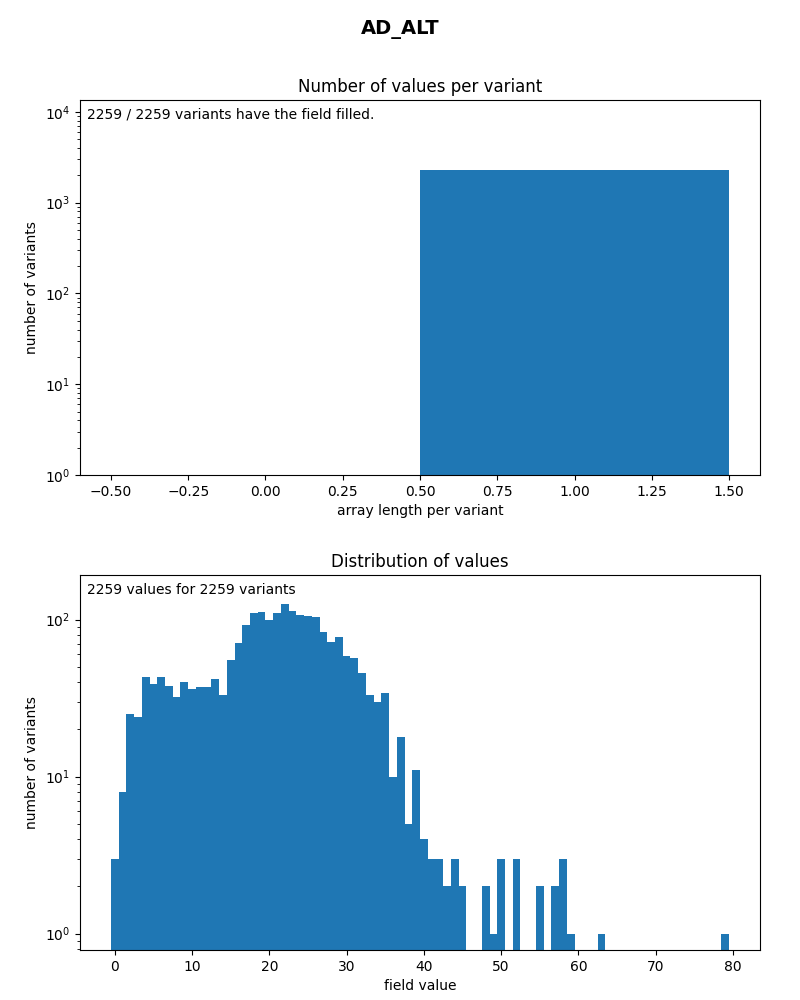 AD_ALT
Number of values per variant
2259 / 2259 variants have the field filled.
number of variants
10⁴
10³
10²
10¹
10⁰
−0.50 −0.25 0.00 0.25 0.50 0.75 1.00 1.25 1.50
array length per variant
Distribution of values
2259 values for 2259 variants
number of variants
10²
10¹
10⁰
0 10 20 30 40 50 60 70 80
field value